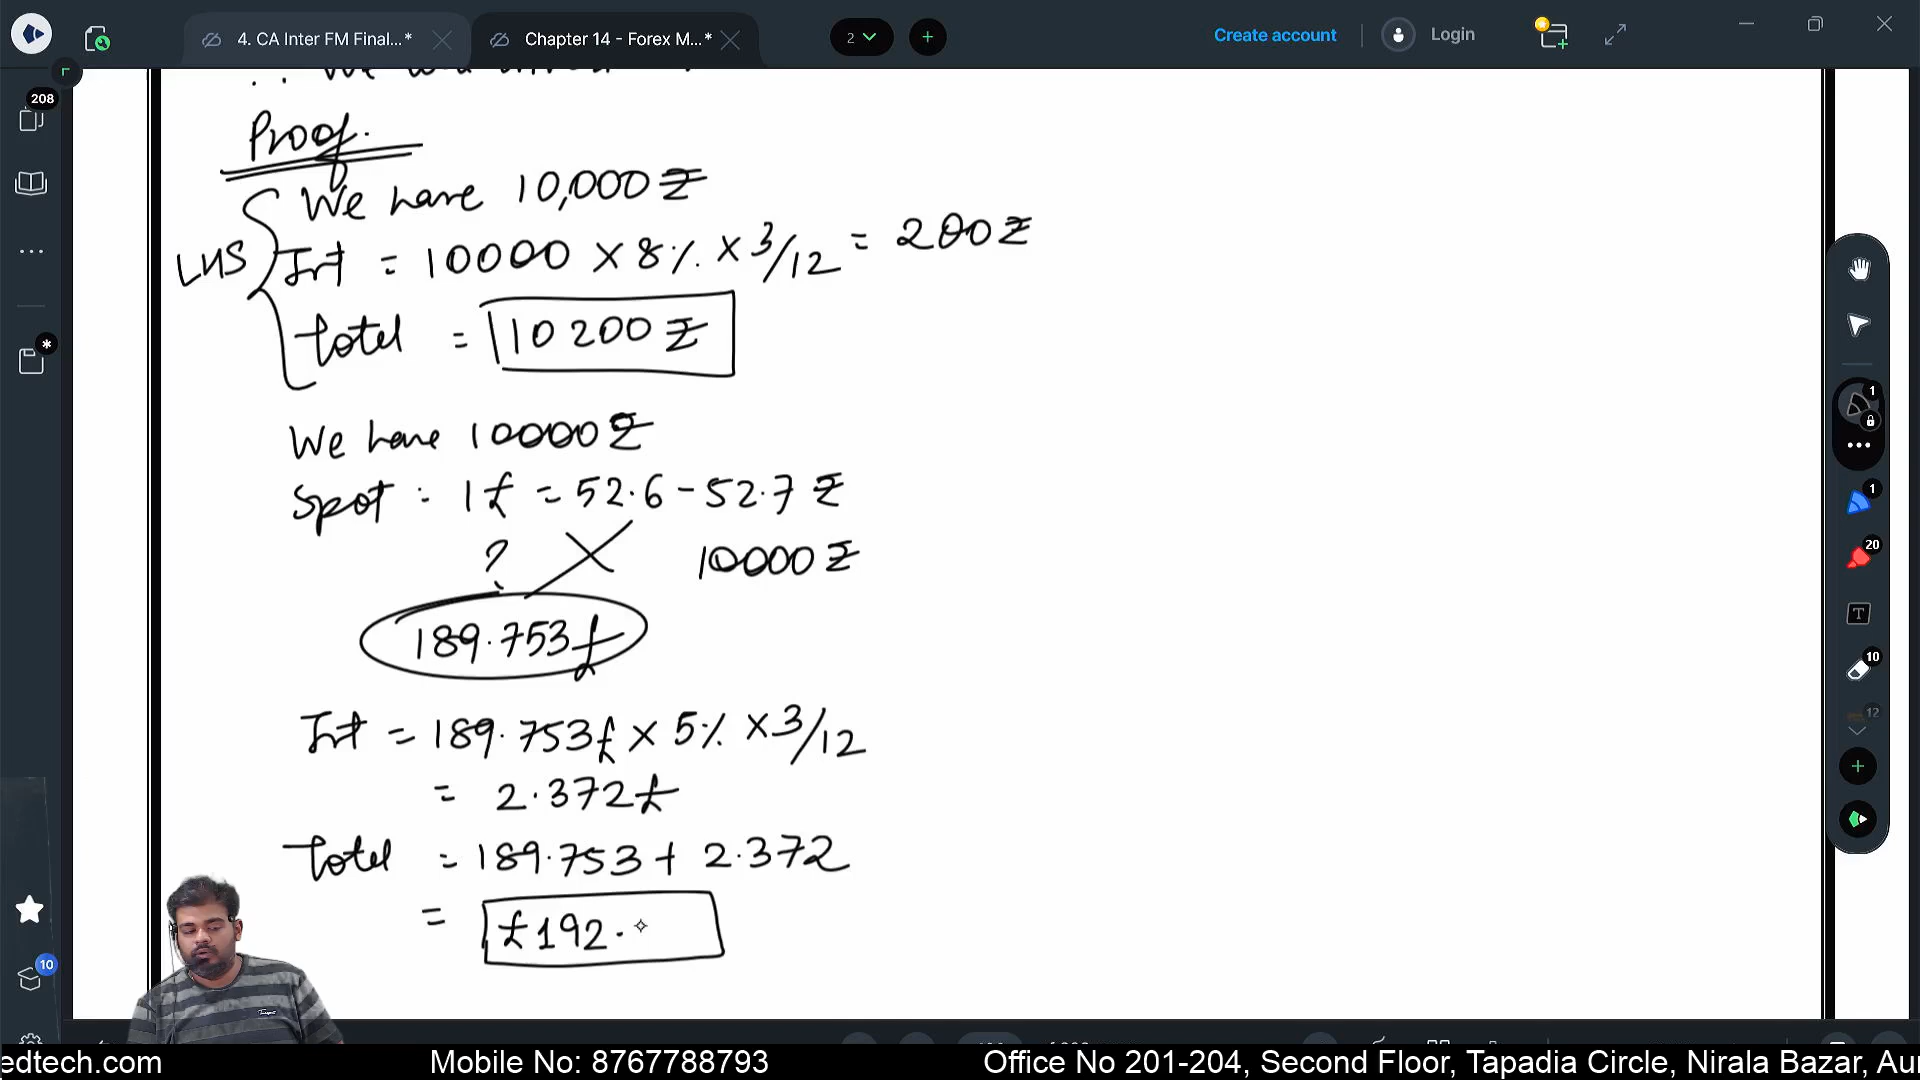 4. CA Inter FM Final...*
Chapter 14 - Forex M...*
2
Create account
Login
208
Proof.
We have 10,000 Z
LHS
Int = 10000 × 8% × 3/12 = 200 Z
total = 10200 Z
We have 10000 Z
Spot : 1£ = 52.6 - 52.7 Z
? 10000 Z
189.753£
Int = 189.753£ × 5% × 3/12
= 2.372£
total = 189.753 + 2.372
= £192.
1
1
20
T
10
12
10
edtech.com Mobile No: 8767788793 Office No 201-204, Second Floor, Tapadia Circle, Nirala Bazar, Au